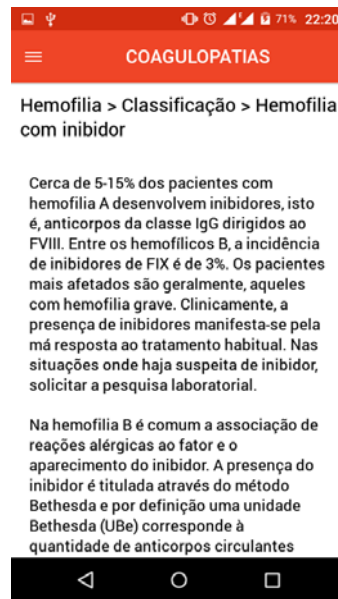 71% 22:20
COAGULOPATIAS
Hemofilia > Classificação > Hemofilia
com inibidor
Cerca de 5-15% dos pacientes com
hemofilia A desenvolvem inibidores, isto
é, anticorpos da classe IgG dirigidos ao
FVIII. Entre os hemofílicos B, a incidência
de inibidores de FIX é de 3%. Os pacientes
mais afetados são geralmente, aqueles
com hemofilia grave. Clinicamente, a
presença de inibidores manifesta-se pela
má resposta ao tratamento habitual. Nas
situações onde haja suspeita de inibidor,
solicitar a pesquisa laboratorial.
Na hemofilia B é comum a associação de
reações alérgicas ao fator e o
aparecimento do inibidor. A presença do
inibidor é titulada através do método
Bethesda e por definição uma unidade
Bethesda (UBe) corresponde à
quantidade de anticorpos circulantes